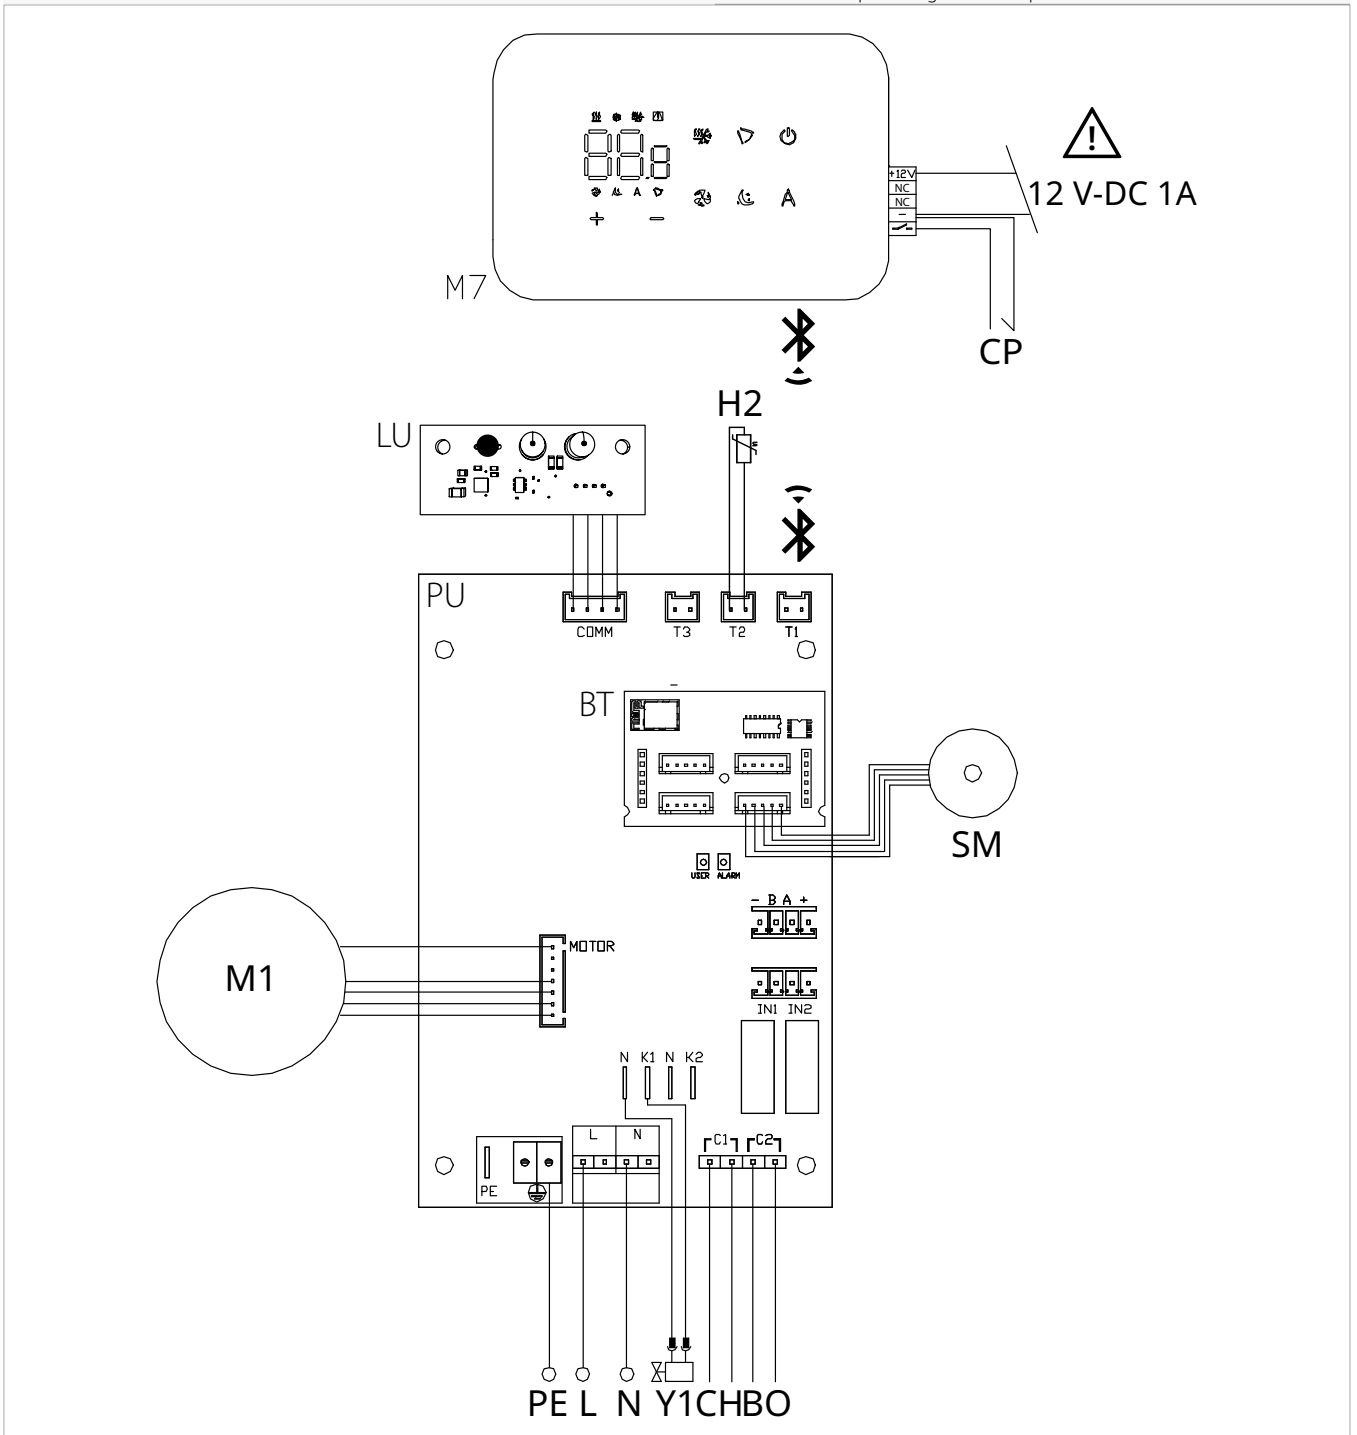 +12V
NC
NC
12 V-DC 1A
A
A
M7
CP
H2
LU
PU
COMM
T3
T2
T1
BT
SM
USER
ALARM
- B A +
M1
MOTOR
IN1 IN2
N K1 N K2
L
N
C1
C2
PE
PE L N Y1CHBO